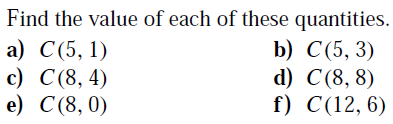 Find the value of each of these quantities.
a) C(5, 1) b) C(5, 3)
c) C(8, 4) d) C(8, 8)
e) C(8, 0) f) C(12, 6)